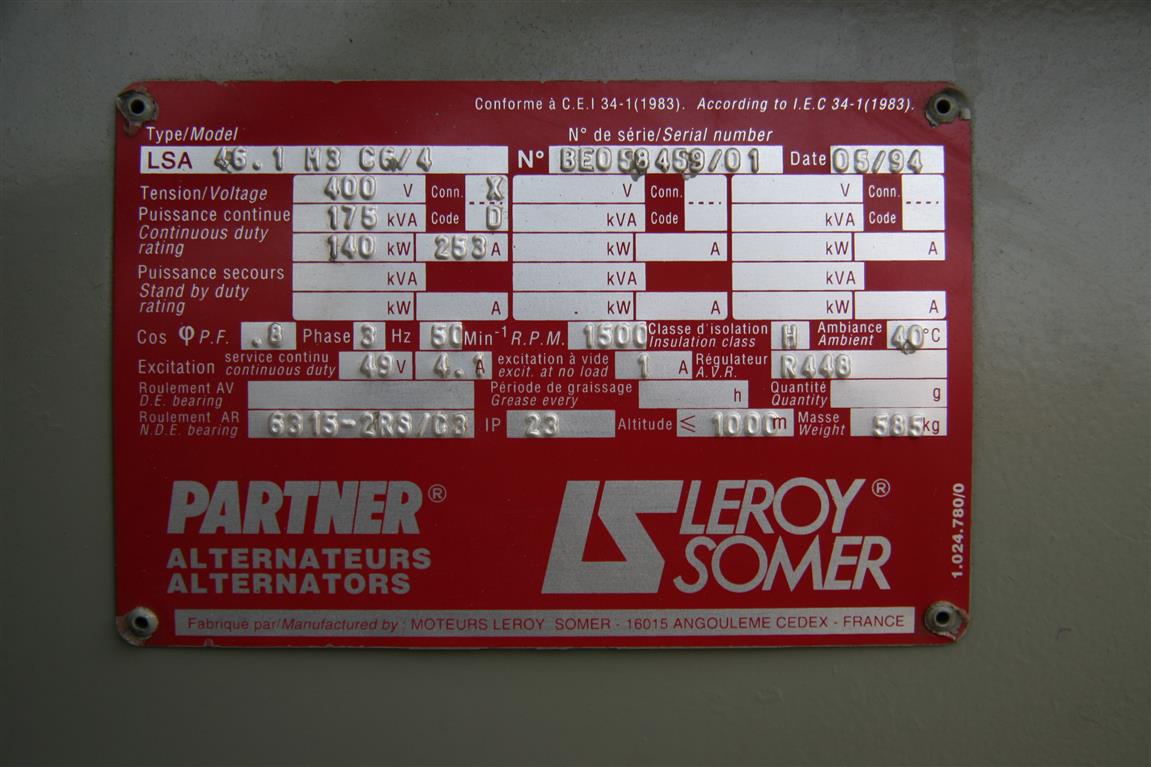 Conforme à C.E.I 34-1(1983). According to I.E.C 34-1(1983).
Type/Model N° de série/Serial number
LSA 46.1 M3 C6/4 N° BE058459/01 Date 05/94
Tension/Voltage 400 V Conn. X V Conn. V Conn.
Puissance continue 175 kVA Code D kVA Code kVA Code
Continuous duty
rating 140 kW 253 A kW A kW A
Puissance secours kVA kVA kVA
Stand by duty
rating kW A kW A kW A
Cos φ P.F. .8 Phase 3 Hz 50 Min-1 R.P.M. 1500 Classe d'isolation H Ambiance 40 °C
Insulation class Ambient
Excitation service continu 49 V 4. A excitation à vide 1 A Régulateur R448
continuous duty excit. at no load A.V.R.
Roulement AV Période de graissage h Quantité g
D.E. bearing Grease every Quantity
Roulement AR 6315-2RS/C3 IP 23 Altitude ≤ 1000 m Masse 585 kg
N.D.E. bearing Weight
PARTNER® LEROY®
ALTERNATEURS SOMER
ALTERNATORS
1.024.780/0
Fabriqué par/Manufactured by: MOTEURS LEROY SOMER - 16015 ANGOULEME CEDEX - FRANCE